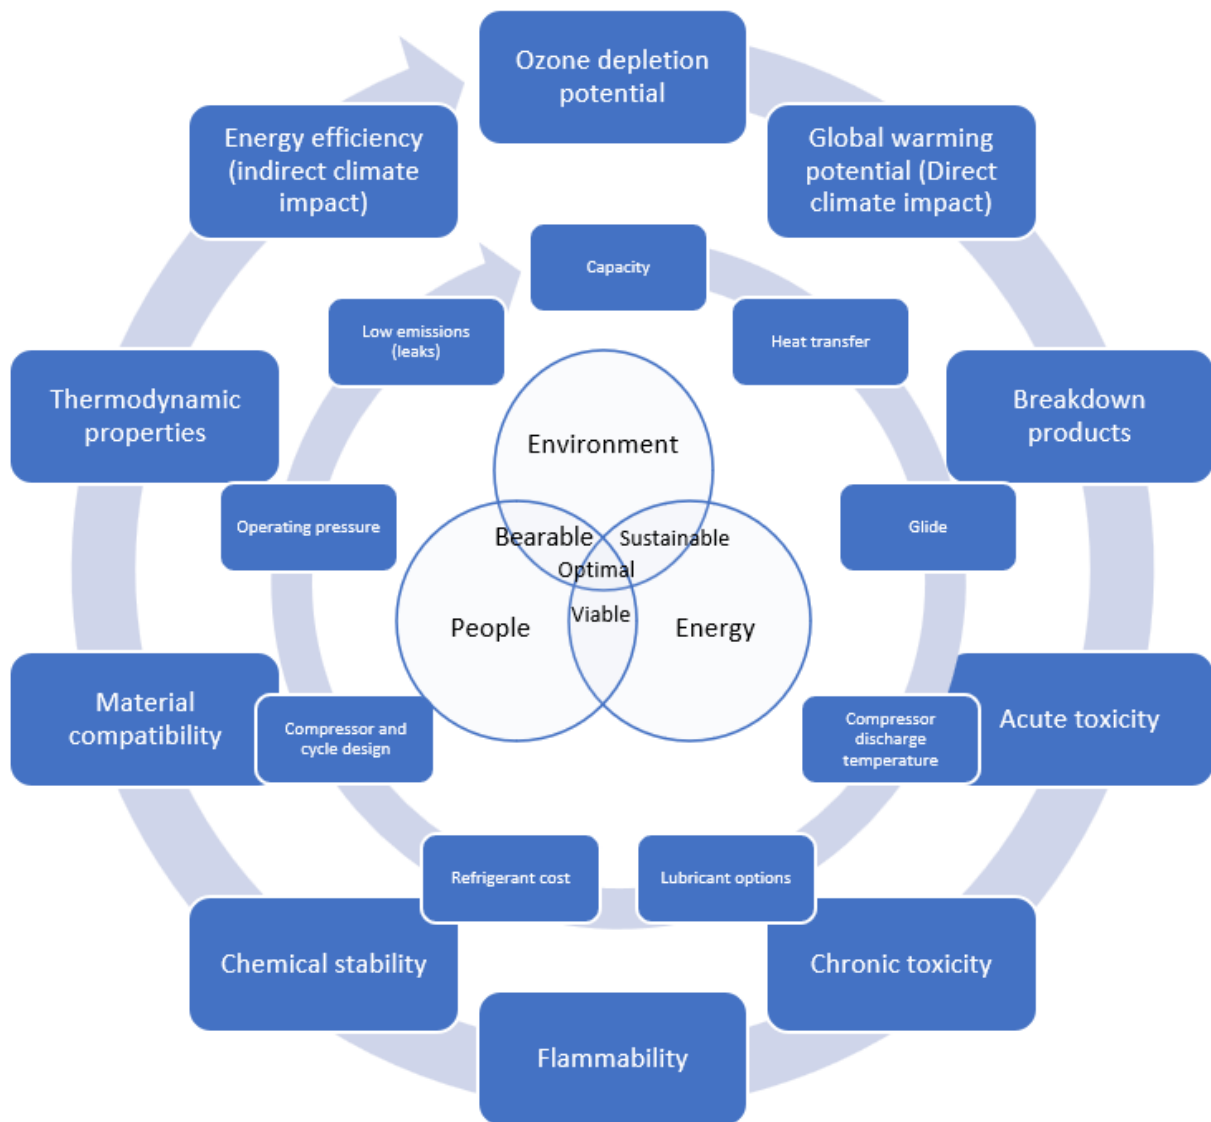 Ozone depletion
potential
Global warming
potential (Direct
climate impact)
Breakdown
products
Acute toxicity
Chronic toxicity
Flammability
Chemical stability
Material
compatibility
Thermodynamic
properties
Energy efficiency
(indirect climate
impact)
Capacity
Heat transfer
Glide
Compressor
discharge
temperature
Lubricant options
Refrigerant cost
Compressor and
cycle design
Operating pressure
Low emissions
(leaks)
Environment
Bearable
Sustainable
Optimal
Viable
People
Energy